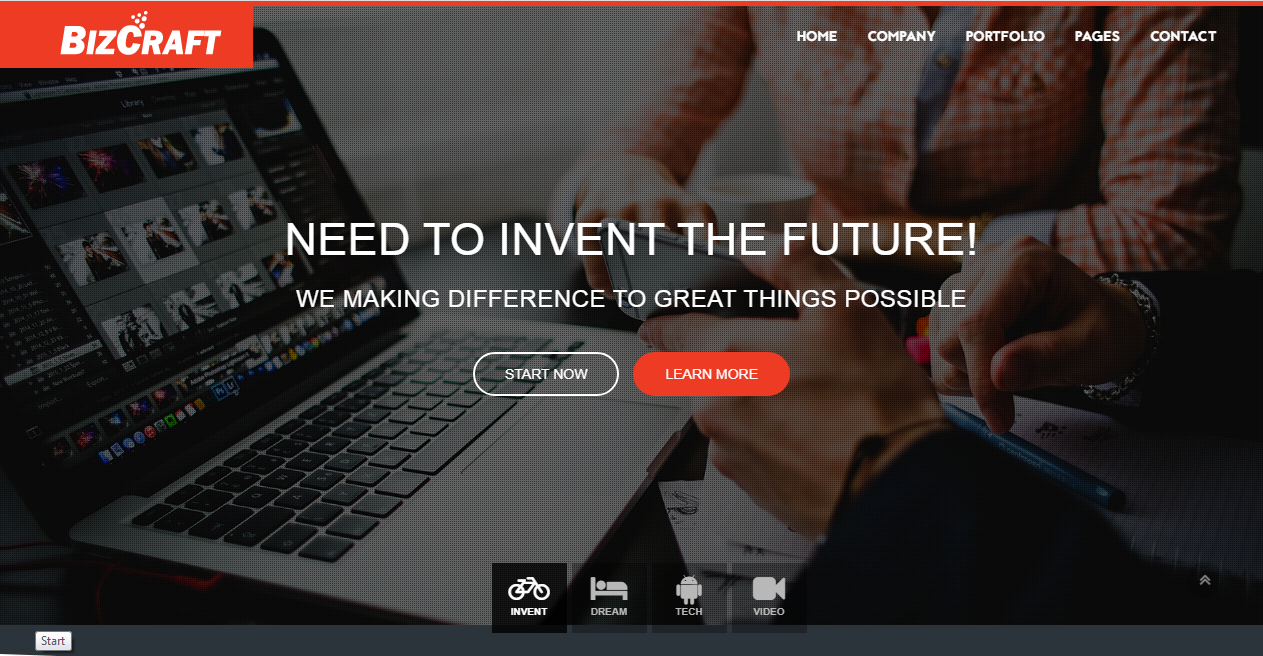 BIZCRAFT
HOME COMPANY PORTFOLIO PAGES CONTACT
Library
NEED TO INVENT THE FUTURE!
WE MAKING DIFFERENCE TO GREAT THINGS POSSIBLE
START NOW LEARN MORE
INVENT DREAM TECH VIDEO
Start